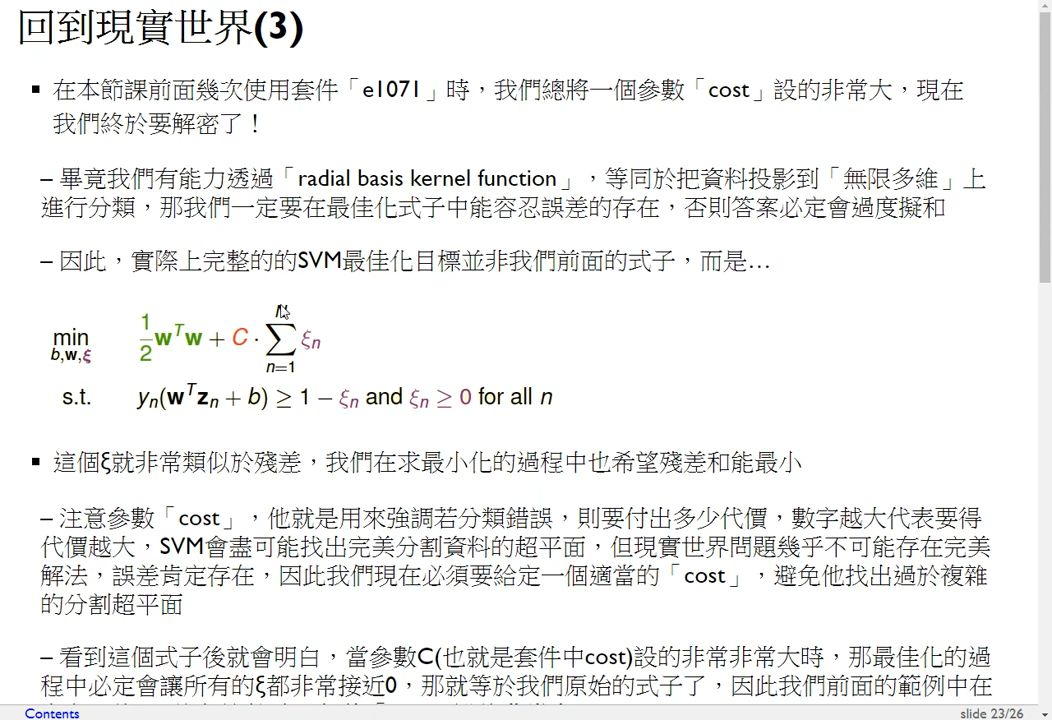 回到現實世界(3)
▪ 在本節課前面幾次使用套件「e1071」時，我們總將一個參數「cost」設的非常大，現在
我們終於要解密了！
– 畢竟我們有能力透過「radial basis kernel function」，等同於把資料投影到「無限多維」上
進行分類，那我們一定要在最佳化式子中能容忍誤差的存在，否則答案必定會過度擬和
– 因此，實際上完整的的SVM最佳化目標並非我們前面的式子，而是…
min b,w,ξ 1/2 w^T w + C · ∑ n=1 N ξn
s.t. yn(w^T zn + b) ≥ 1 − ξn and ξn ≥ 0 for all n
▪ 這個ξ就非常類似於殘差，我們在求最小化的過程中也希望殘差和能最小
– 注意參數「cost」，他就是用來強調若分類錯誤，則要付出多少代價，數字越大代表要得
代價越大，SVM會盡可能找出完美分割資料的超平面，但現實世界問題幾乎不可能存在完美
解法，誤差肯定存在，因此我們現在必須要給定一個適當的「cost」，避免他找出過於複雜
的分割超平面
– 看到這個式子後就會明白，當參數C(也就是套件中cost)設的非常非常大時，那最佳化的過
程中必定會讓所有的ξ都非常接近0，那就等於我們原始的式子了，因此我們前面的範例中在
Contents
slide 23/26